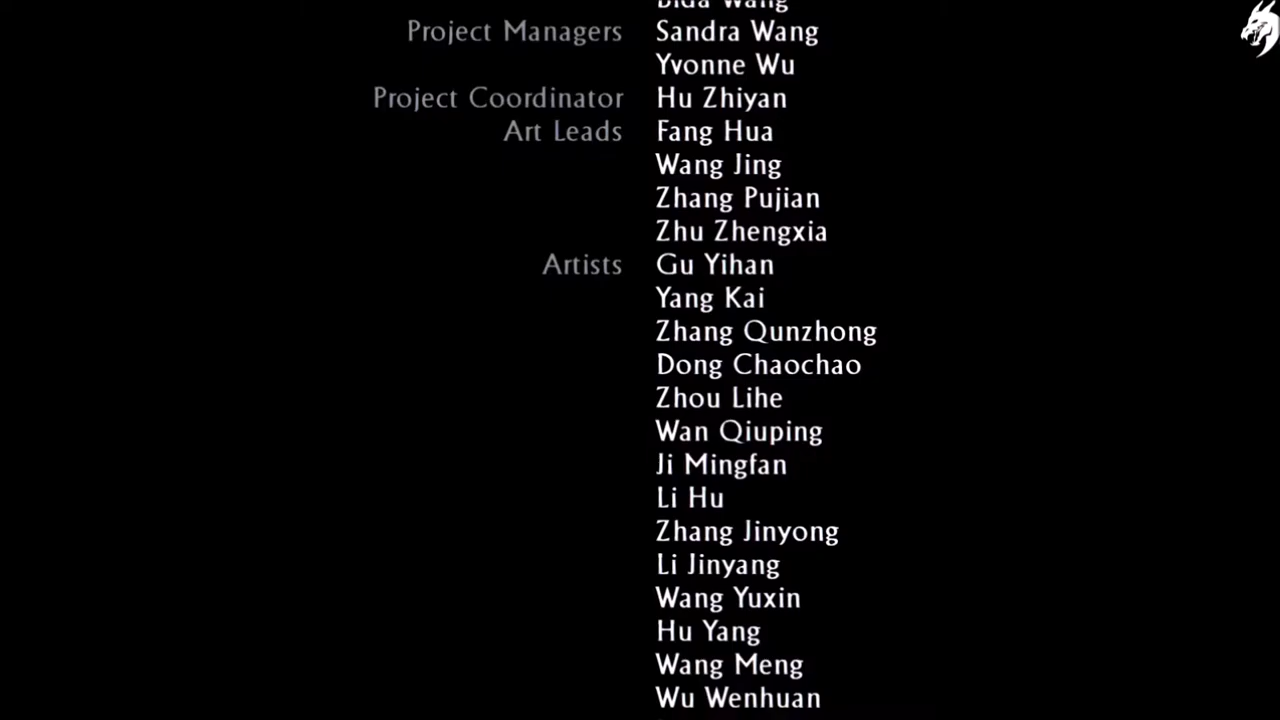 Bida Wang
Project Managers Sandra Wang
Yvonne Wu
Project Coordinator Hu Zhiyan
Art Leads Fang Hua
Wang Jing
Zhang Pujian
Zhu Zhengxia
Artists Gu Yihan
Yang Kai
Zhang Qunzhong
Dong Chaochao
Zhou Lihe
Wan Qiuping
Ji Mingfan
Li Hu
Zhang Jinyong
Li Jinyang
Wang Yuxin
Hu Yang
Wang Meng
Wu Wenhuan